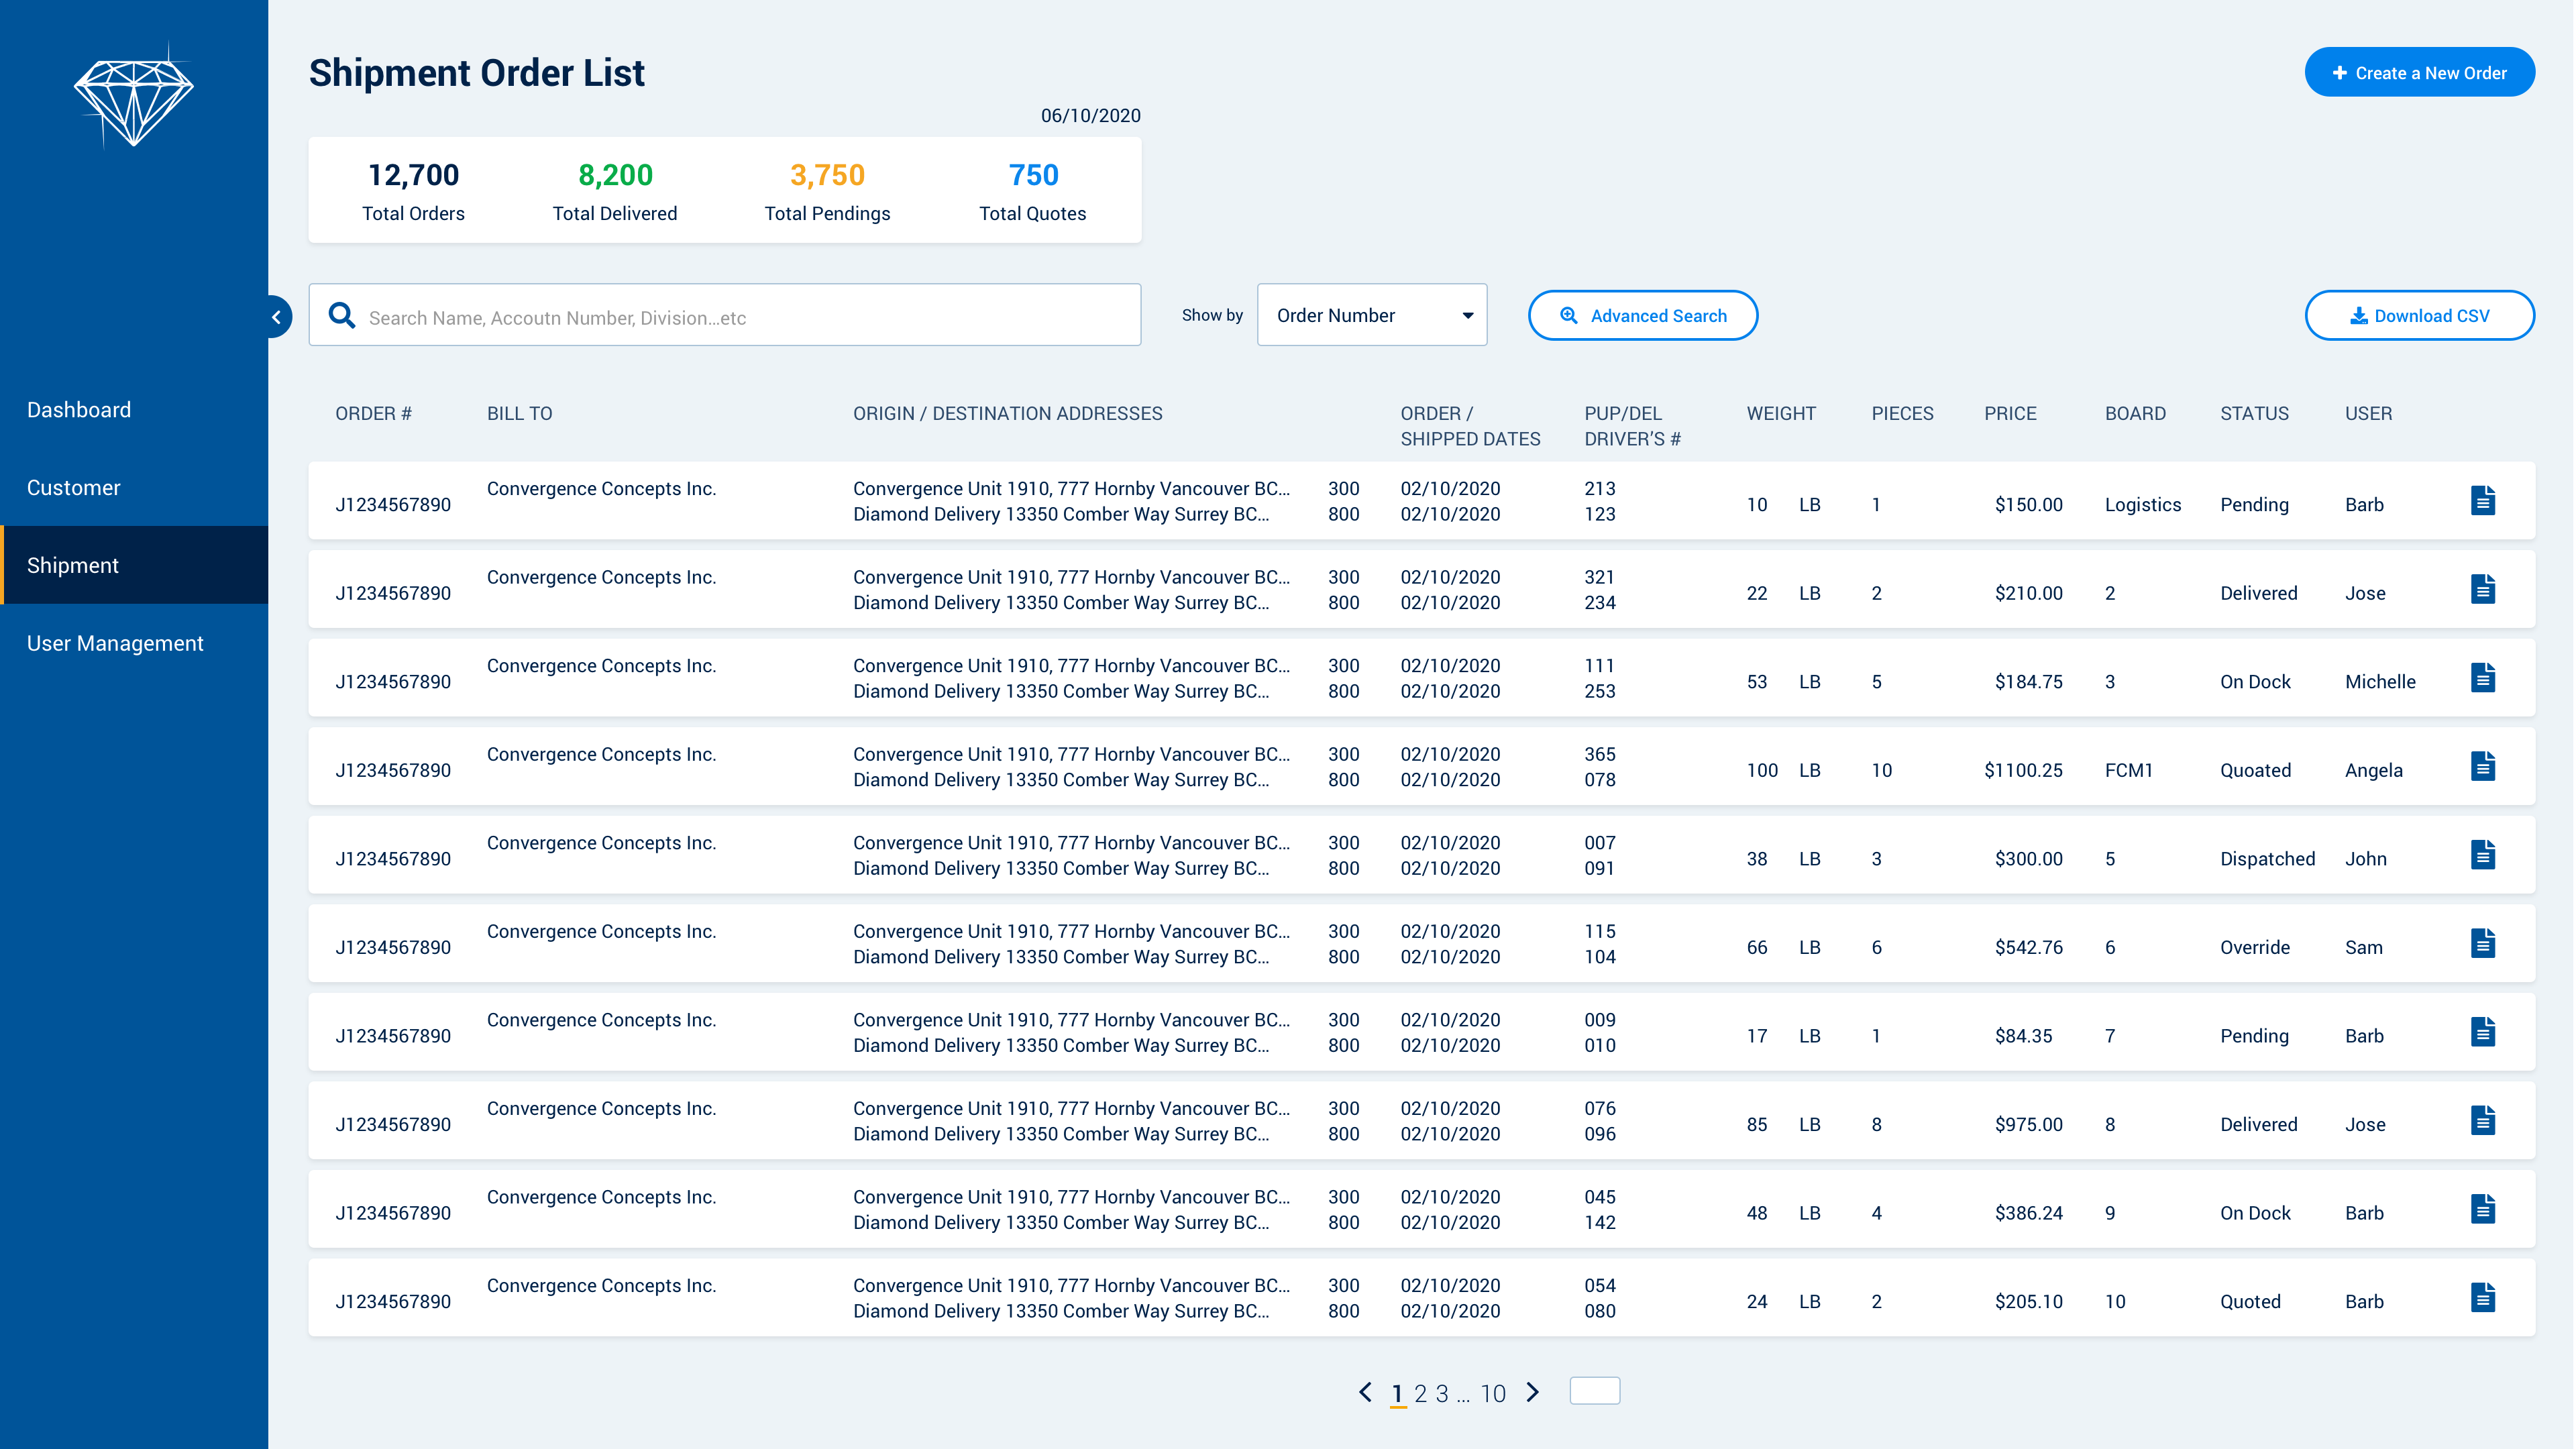 Shipment Order List
Create a New Order
06/10/2020
12,700 8,200 3,750 750
Total Orders Total Delivered Total Pendings Total Quotes
Search Name, Accoutn Number, Division...etc Show by Order Number Advanced Search Download CSV
Dashboard
Customer
Shipment
User Management
ORDER # BILL TO ORIGIN / DESTINATION ADDRESSES ORDER / PUP/DEL WEIGHT PIECES PRICE BOARD STATUS USER
SHIPPED DATES DRIVER'S #
Convergence Concepts Inc. Convergence Unit 1910, 777 Hornby Vancouver BC... 300 02/10/2020 213
J1234567890 10 LB 1 $150.00 Logistics Pending Barb
Diamond Delivery 13350 Comber Way Surrey BC... 800 02/10/2020 123
Convergence Concepts Inc. Convergence Unit 1910, 777 Hornby Vancouver BC... 300 02/10/2020 321
J1234567890 22 LB 2 $210.00 2 Delivered Jose
Diamond Delivery 13350 Comber Way Surrey BC... 800 02/10/2020 234
Convergence Concepts Inc. Convergence Unit 1910, 777 Hornby Vancouver BC... 300 02/10/2020 111
J1234567890 53 LB 5 $184.75 3 On Dock Michelle
Diamond Delivery 13350 Comber Way Surrey BC... 800 02/10/2020 253
Convergence Concepts Inc. Convergence Unit 1910, 777 Hornby Vancouver BC... 300 02/10/2020 365
J1234567890 100 LB 10 $1100.25 FCM1 Quoated Angela
Diamond Delivery 13350 Comber Way Surrey BC... 800 02/10/2020 078
Convergence Concepts Inc. Convergence Unit 1910, 777 Hornby Vancouver BC... 300 02/10/2020 007
J1234567890 38 LB 3 $300.00 5 Dispatched John
Diamond Delivery 13350 Comber Way Surrey BC... 800 02/10/2020 091
Convergence Concepts Inc. Convergence Unit 1910, 777 Hornby Vancouver BC... 300 02/10/2020 115
J1234567890 66 LB 6 $542.76 6 Override Sam
Diamond Delivery 13350 Comber Way Surrey BC... 800 02/10/2020 104
Convergence Concepts Inc. Convergence Unit 1910, 777 Hornby Vancouver BC... 300 02/10/2020 009
J1234567890 17 LB 1 $84.35 7 Pending Barb
Diamond Delivery 13350 Comber Way Surrey BC... 800 02/10/2020 010
Convergence Concepts Inc. Convergence Unit 1910, 777 Hornby Vancouver BC... 300 02/10/2020 076
J1234567890 85 LB 8 $975.00 8 Delivered Jose
Diamond Delivery 13350 Comber Way Surrey BC... 800 02/10/2020 096
Convergence Concepts Inc. Convergence Unit 1910, 777 Hornby Vancouver BC... 300 02/10/2020 045
J1234567890 48 LB 4 $386.24 9 On Dock Barb
Diamond Delivery 13350 Comber Way Surrey BC... 800 02/10/2020 142
Convergence Concepts Inc. Convergence Unit 1910, 777 Hornby Vancouver BC... 300 02/10/2020 054
J1234567890 24 LB 2 $205.10 10 Quoted Barb
Diamond Delivery 13350 Comber Way Surrey BC... 800 02/10/2020 080
1 2 3 ... 10